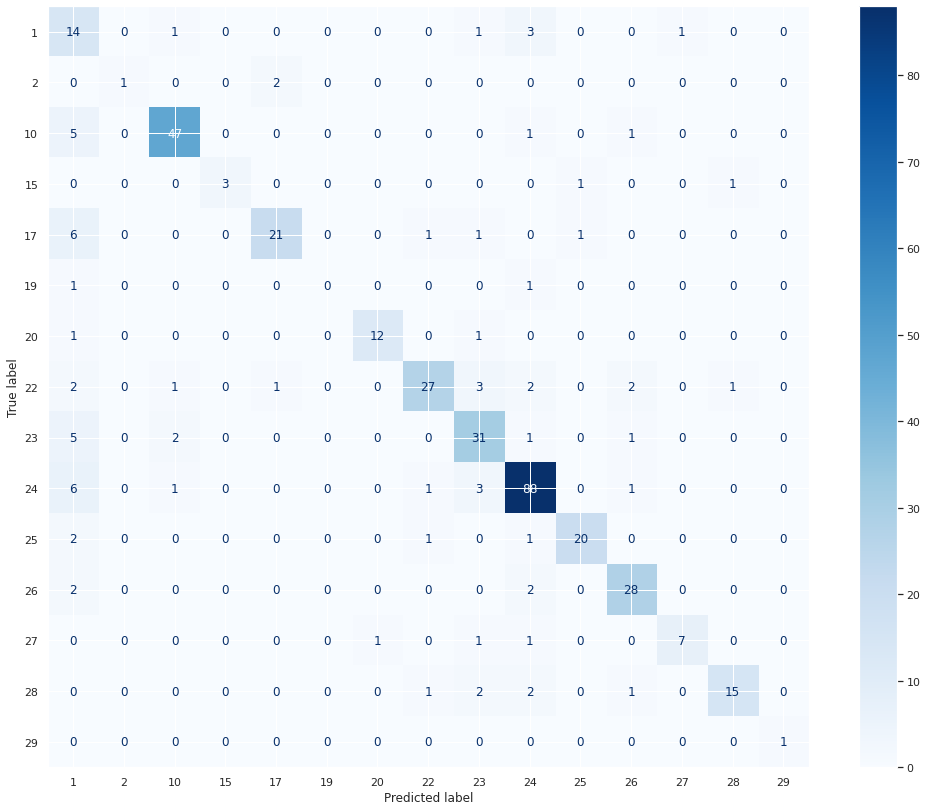 1 14 0 1 0 0 0 0 0 1 3 0 0 1 0 0
2 0 1 0 0 2 0 0 0 0 0 0 0 0 0 0
10 5 0 47 0 0 0 0 0 0 1 0 1 0 0 0
15 0 0 0 3 0 0 0 0 0 0 1 0 0 1 0
17 6 0 0 0 21 0 0 1 1 0 1 0 0 0 0
19 1 0 0 0 0 0 0 0 0 1 0 0 0 0 0
20 1 0 0 0 0 0 12 0 1 0 0 0 0 0 0
22 2 0 1 0 1 0 0 27 3 2 0 2 0 1 0
23 5 0 2 0 0 0 0 0 31 1 0 1 0 0 0
24 6 0 1 0 0 0 0 1 3 88 0 1 0 0 0
25 2 0 0 0 0 0 0 1 0 1 20 0 0 0 0
26 2 0 0 0 0 0 0 0 0 2 0 28 0 0 0
27 0 0 0 0 0 0 1 0 1 1 0 0 7 0 0
28 0 0 0 0 0 0 0 1 2 2 0 1 0 15 0
29 0 0 0 0 0 0 0 0 0 0 0 0 0 0 1
1 2 10 15 17 19 20 22 23 24 25 26 27 28 29
Predicted label
True label
80
70
60
50
40
30
20
10
0